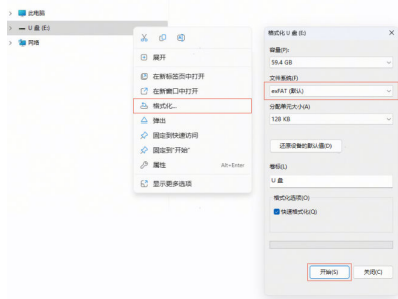 此电脑
U 盘 (E:)
网络
展开
在新标签页中打开
在新窗口中打开
格式化...
弹出
固定到快速访问
固定到"开始"
属性 Alt+Enter
显示更多选项
格式化 U 盘 (E:)
容量(P):
59.4 GB
文件系统(F)
exFAT (默认)
分配单元大小(A)
128 KB
还原设备的默认值(D)
卷标(L)
U 盘
格式化选项(O)
快速格式化(Q)
开始(S)
关闭(C)